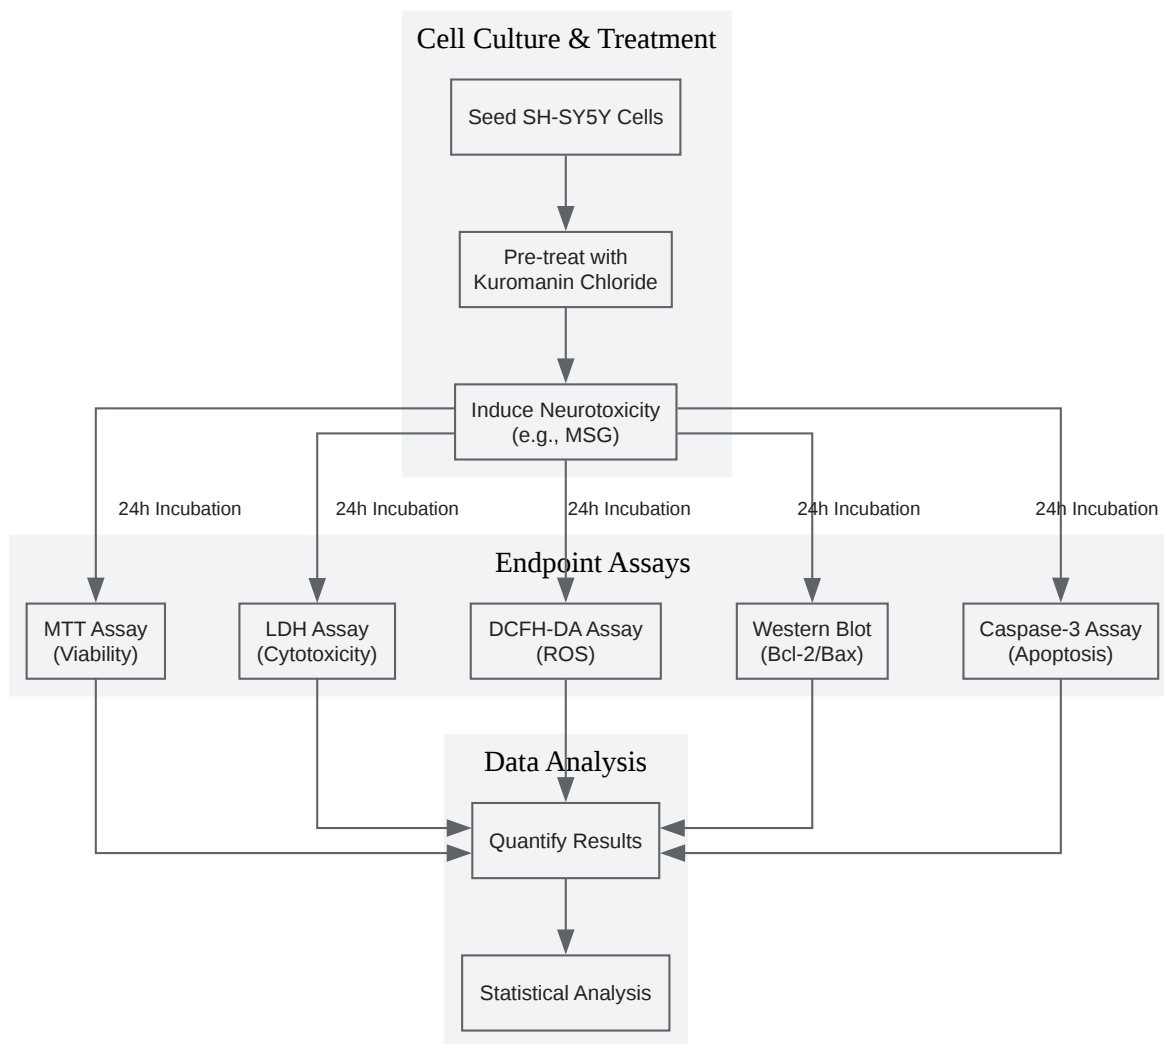 Cell Culture & Treatment
Seed SH-SY5Y Cells
Pre-treat with
Kuromanin Chloride
Induce Neurotoxicity
(e.g., MSG)
24h Incubation
24h Incubation
24h Incubation
24h Incubation
24h Incubation
Endpoint Assays
MTT Assay
(Viability)
LDH Assay
(Cytotoxicity)
DCFH-DA Assay
(ROS)
Western Blot
(Bcl-2/Bax)
Caspase-3 Assay
(Apoptosis)
Data Analysis
Quantify Results
Statistical Analysis